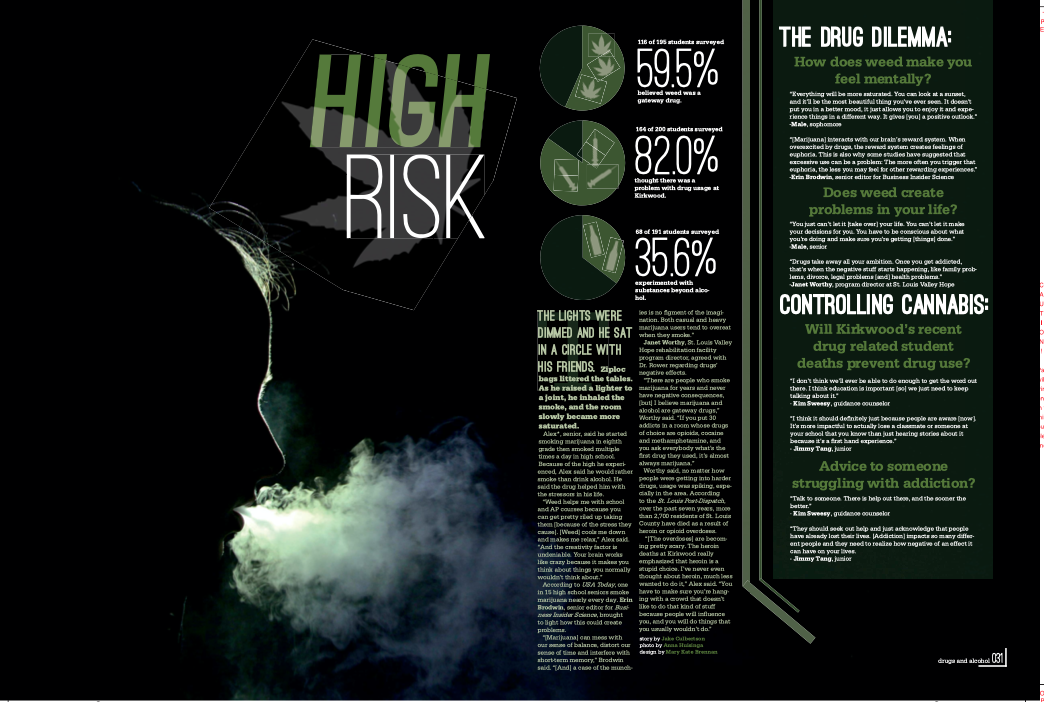 HIGH
RISK
116 of 195 students surveyed
59.5%
believed weed was a
gateway drug.
164 of 200 students surveyed
82.0%
thought there was a
problem with drug usage at
Kirkwood.
68 of 191 students surveyed
35.6%
experimented with
substances beyond alco-
hol.
THE LIGHTS WERE
DIMMED AND HE SAT
IN A CIRCLE WITH
HIS FRIENDS. Ziploc
bags littered the tables.
As he raised a lighter to
a joint, he inhaled the
smoke, and the room
slowly became more
saturated.
Alex*, senior, said he started
smoking marijuana in eighth
grade then smoked multiple
times a day in high school.
Because of the high he experi-
enced, Alex said he would rather
smoke than drink alcohol. He
said the drug helped him with
the stressors in his life.
"Weed helps me with school
and AP courses because you
can get pretty riled up taking
them [because of the stress they
cause]. [Weed] cools me down
and makes me relax," Alex said.
"And the creativity factor is
undeniable. Your brain works
like crazy because it makes you
think about things you normally
wouldn't think about."
According to USA Today, one
in 15 high school seniors smoke
marijuana nearly every day. Erin
Brodwin, senior editor for Busi-
ness Insider Science, brought
to light how this could create
problems.
"[Marijuana] can mess with
our sense of balance, distort our
sense of time and interfere with
short-term memory," Brodwin
said. "[And] a case of the munch-
ies is no figment of the imagi-
nation. Both casual and heavy
marijuana users tend to overeat
when they smoke."
Janet Worthy, St. Louis Valley
Hope rehabilitation facility
program director, agreed with
Dr. Rower regarding drugs'
negative effects.
"There are people who smoke
marijuana for years and never
have negative consequences,
[but] I believe marijuana and
alcohol are gateway drugs,"
Worthy said. "If you put 30
addicts in a room whose drugs
of choice are opioids, cocaine
and methamphetamine, and
you ask everybody what's the
first drug they used, it's almost
always marijuana."
Worthy said, no matter how
people were getting into harder
drugs, usage was spiking, espe-
cially in the area. According
to the St. Louis Post-Dispatch,
over the past seven years, more
than 2,700 residents of St. Louis
County have died as a result of
heroin or opioid overdoses.
"[The overdoses] are becom-
ing pretty scary. The heroin
deaths at Kirkwood really
emphasized that heroin is a
stupid choice. I've never even
thought about heroin, much less
wanted to do it," Alex said. "You
have to make sure you're hang-
ing with a crowd that doesn't
like to do that kind of stuff
because people will influence
you, and you will do things that
you usually wouldn't do."
story by Jake Culbertson
photo by Anna Huizinga
design by Mary Kate Brennan
THE DRUG DILEMMA:
How does weed make you
feel mentally?
"Everything will be more saturated. You can look at a sunset,
and it'll be the most beautiful thing you've ever seen. It doesn't
put you in a better mood, it just allows you to enjoy it and expe-
rience things in a different way. It gives [you] a positive outlook."
-Male, sophomore
"[Marijuana] interacts with our brain's reward system. When
overexcited by drugs, the reward system creates feelings of
euphoria. This is also why some studies have suggested that
excessive use can be a problem: The more often you trigger that
euphoria, the less you may feel for other rewarding experiences."
-Erin Brodwin, senior editor for Business Insider Science
Does weed create
problems in your life?
"You just can't let it [take over] your life. You can't let it make
your decisions for you. You have to be conscious about what
you're doing and make sure you're getting [things] done."
-Male, senior
"Drugs take away all your ambition. Once you get addicted,
that's when the negative stuff starts happening, like family prob-
lems, divorce, legal problems [and] health problems."
-Janet Worthy, program director at St. Louis Valley Hope
CONTROLLING CANNABIS:
Will Kirkwood's recent
drug related student
deaths prevent drug use?
"I don't think we'll ever be able to do enough to get the word out
there. I think education is important [so] we just need to keep
talking about it."
- Kim Sweesy, guidance counselor
"I think it should definitely just because people are aware [now].
It's more impactful to actually lose a classmate or someone at
your school that you know than just hearing stories about it
because it's a first hand experience."
- Jimmy Tang, junior
Advice to someone
struggling with addiction?
"Talk to someone. There is help out there, and the sooner the
better."
- Kim Sweesy, guidance counselor
"They should seek out help and just acknowledge that people
have already lost their lives. [Addiction] impacts so many differ-
ent people and they need to realize how negative of an effect it
can have on your lives.
- Jimmy Tang, junior
drugs and alcohol 031